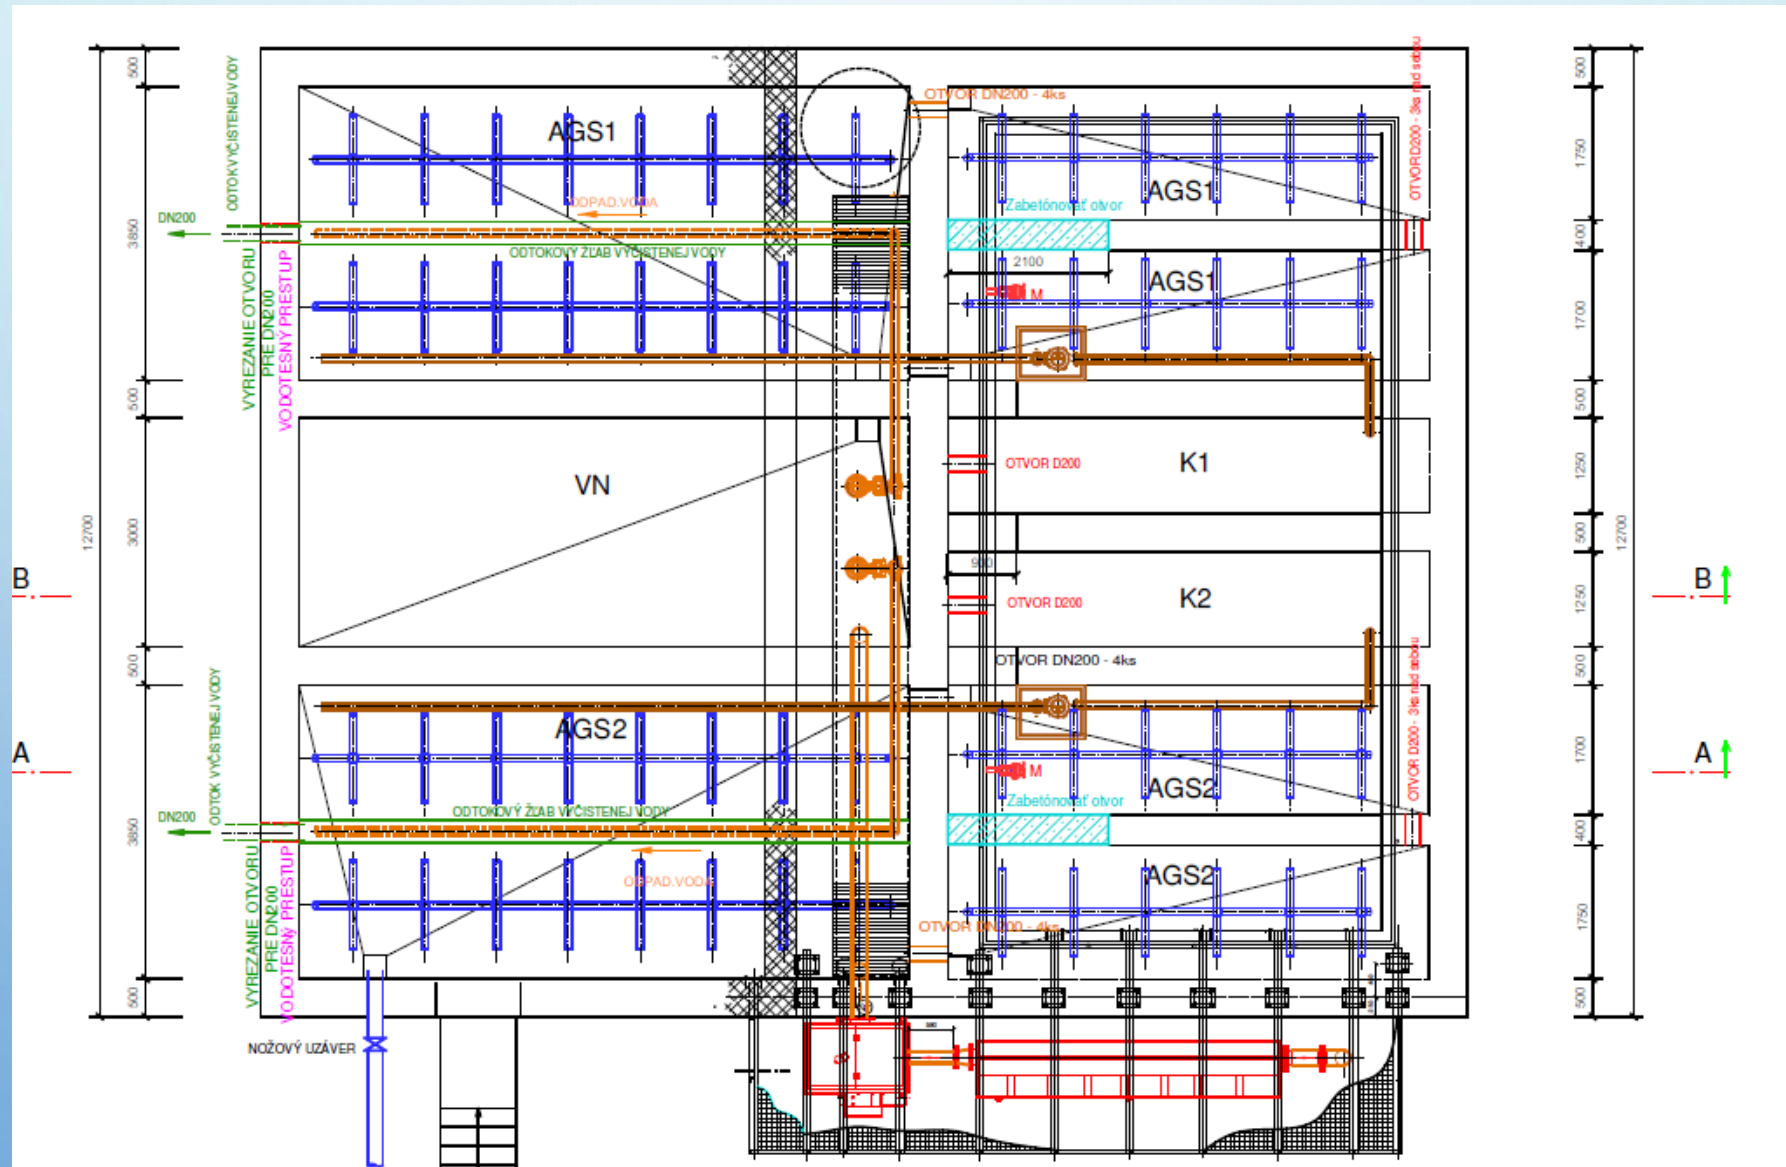 OTVOR DN200 - 4ks
500
500
ODTOK VYČISTENEJ VODY
OTVOR D200 - 3ks nad sebou
AGS1
1750
AGS1
ODPAD.VODA
Zabetónovať otvor
DN200
3850
400
ODTOKOVÝ ŽĽAB VYČISTENEJ VODY
2100
AGS1
M
VYREZANIE OTVORU
PRE DN200
VODOTESNÝ PRESTUP
1700
500
500
VN
OTVOR D200
K1
1250
12700
3000
500
12700
900
B
B
OTVOR D200
K2
1250
500
OTVOR DN200 - 4ks
500
ODTOK VYČISTENEJ VODY
OTVOR D200 - 3ks nad sebou
AGS2
A
A
M
1700
AGS2
DN200
ODTOKOVÝ ŽĽAB VYČISTENEJ VODY
Zabetónovať otvor
3850
400
VYREZANIE OTVORU
PRE DN200
VODOTESNÝ PRESTUP
ODPAD.VODA
AGS2
1750
OTVOR DN200 - 4ks
500
500
NOŽOVÝ UZÁVER